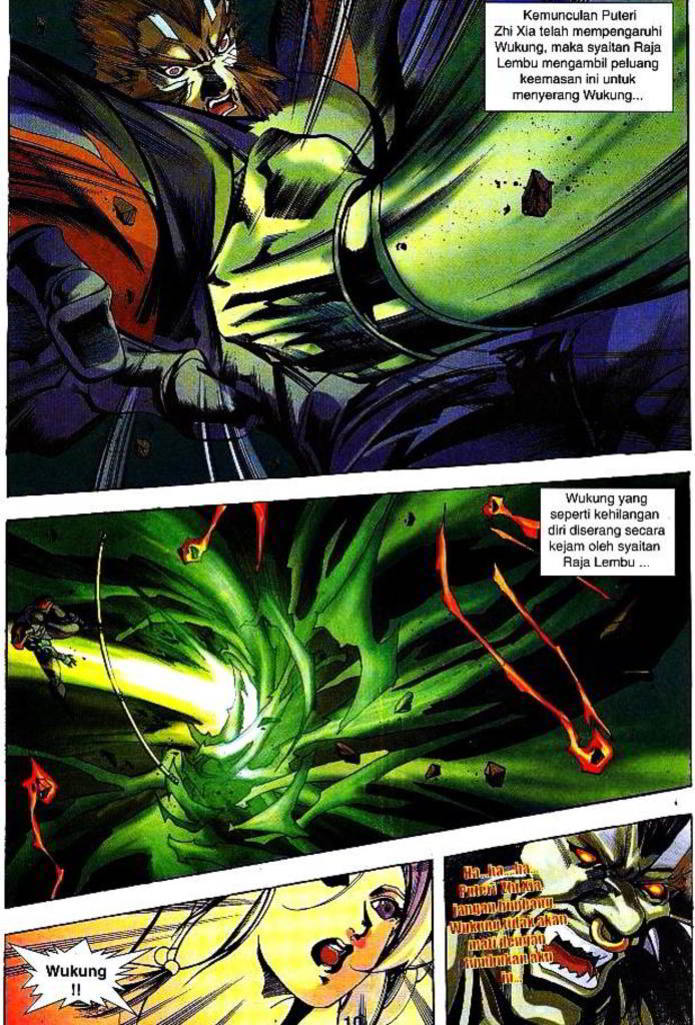 Kemunculan Puteri
Zhi Xia telah mempengaruhi
Wukung, maka syaitan Raja
Lembu mengambil peluang
keemasan ini untuk
menyerang Wukung...
Wukung yang
seperti kehilangan
diri diserang secara
kejam oleh syaitan
Raja Lembu ...
Wukung
!!
Ha...ha...ha...
Puteri Zhi Xia
jangan bimbang
Wukung tidak akan
mati dengan
tumbukan aku
ni...
10